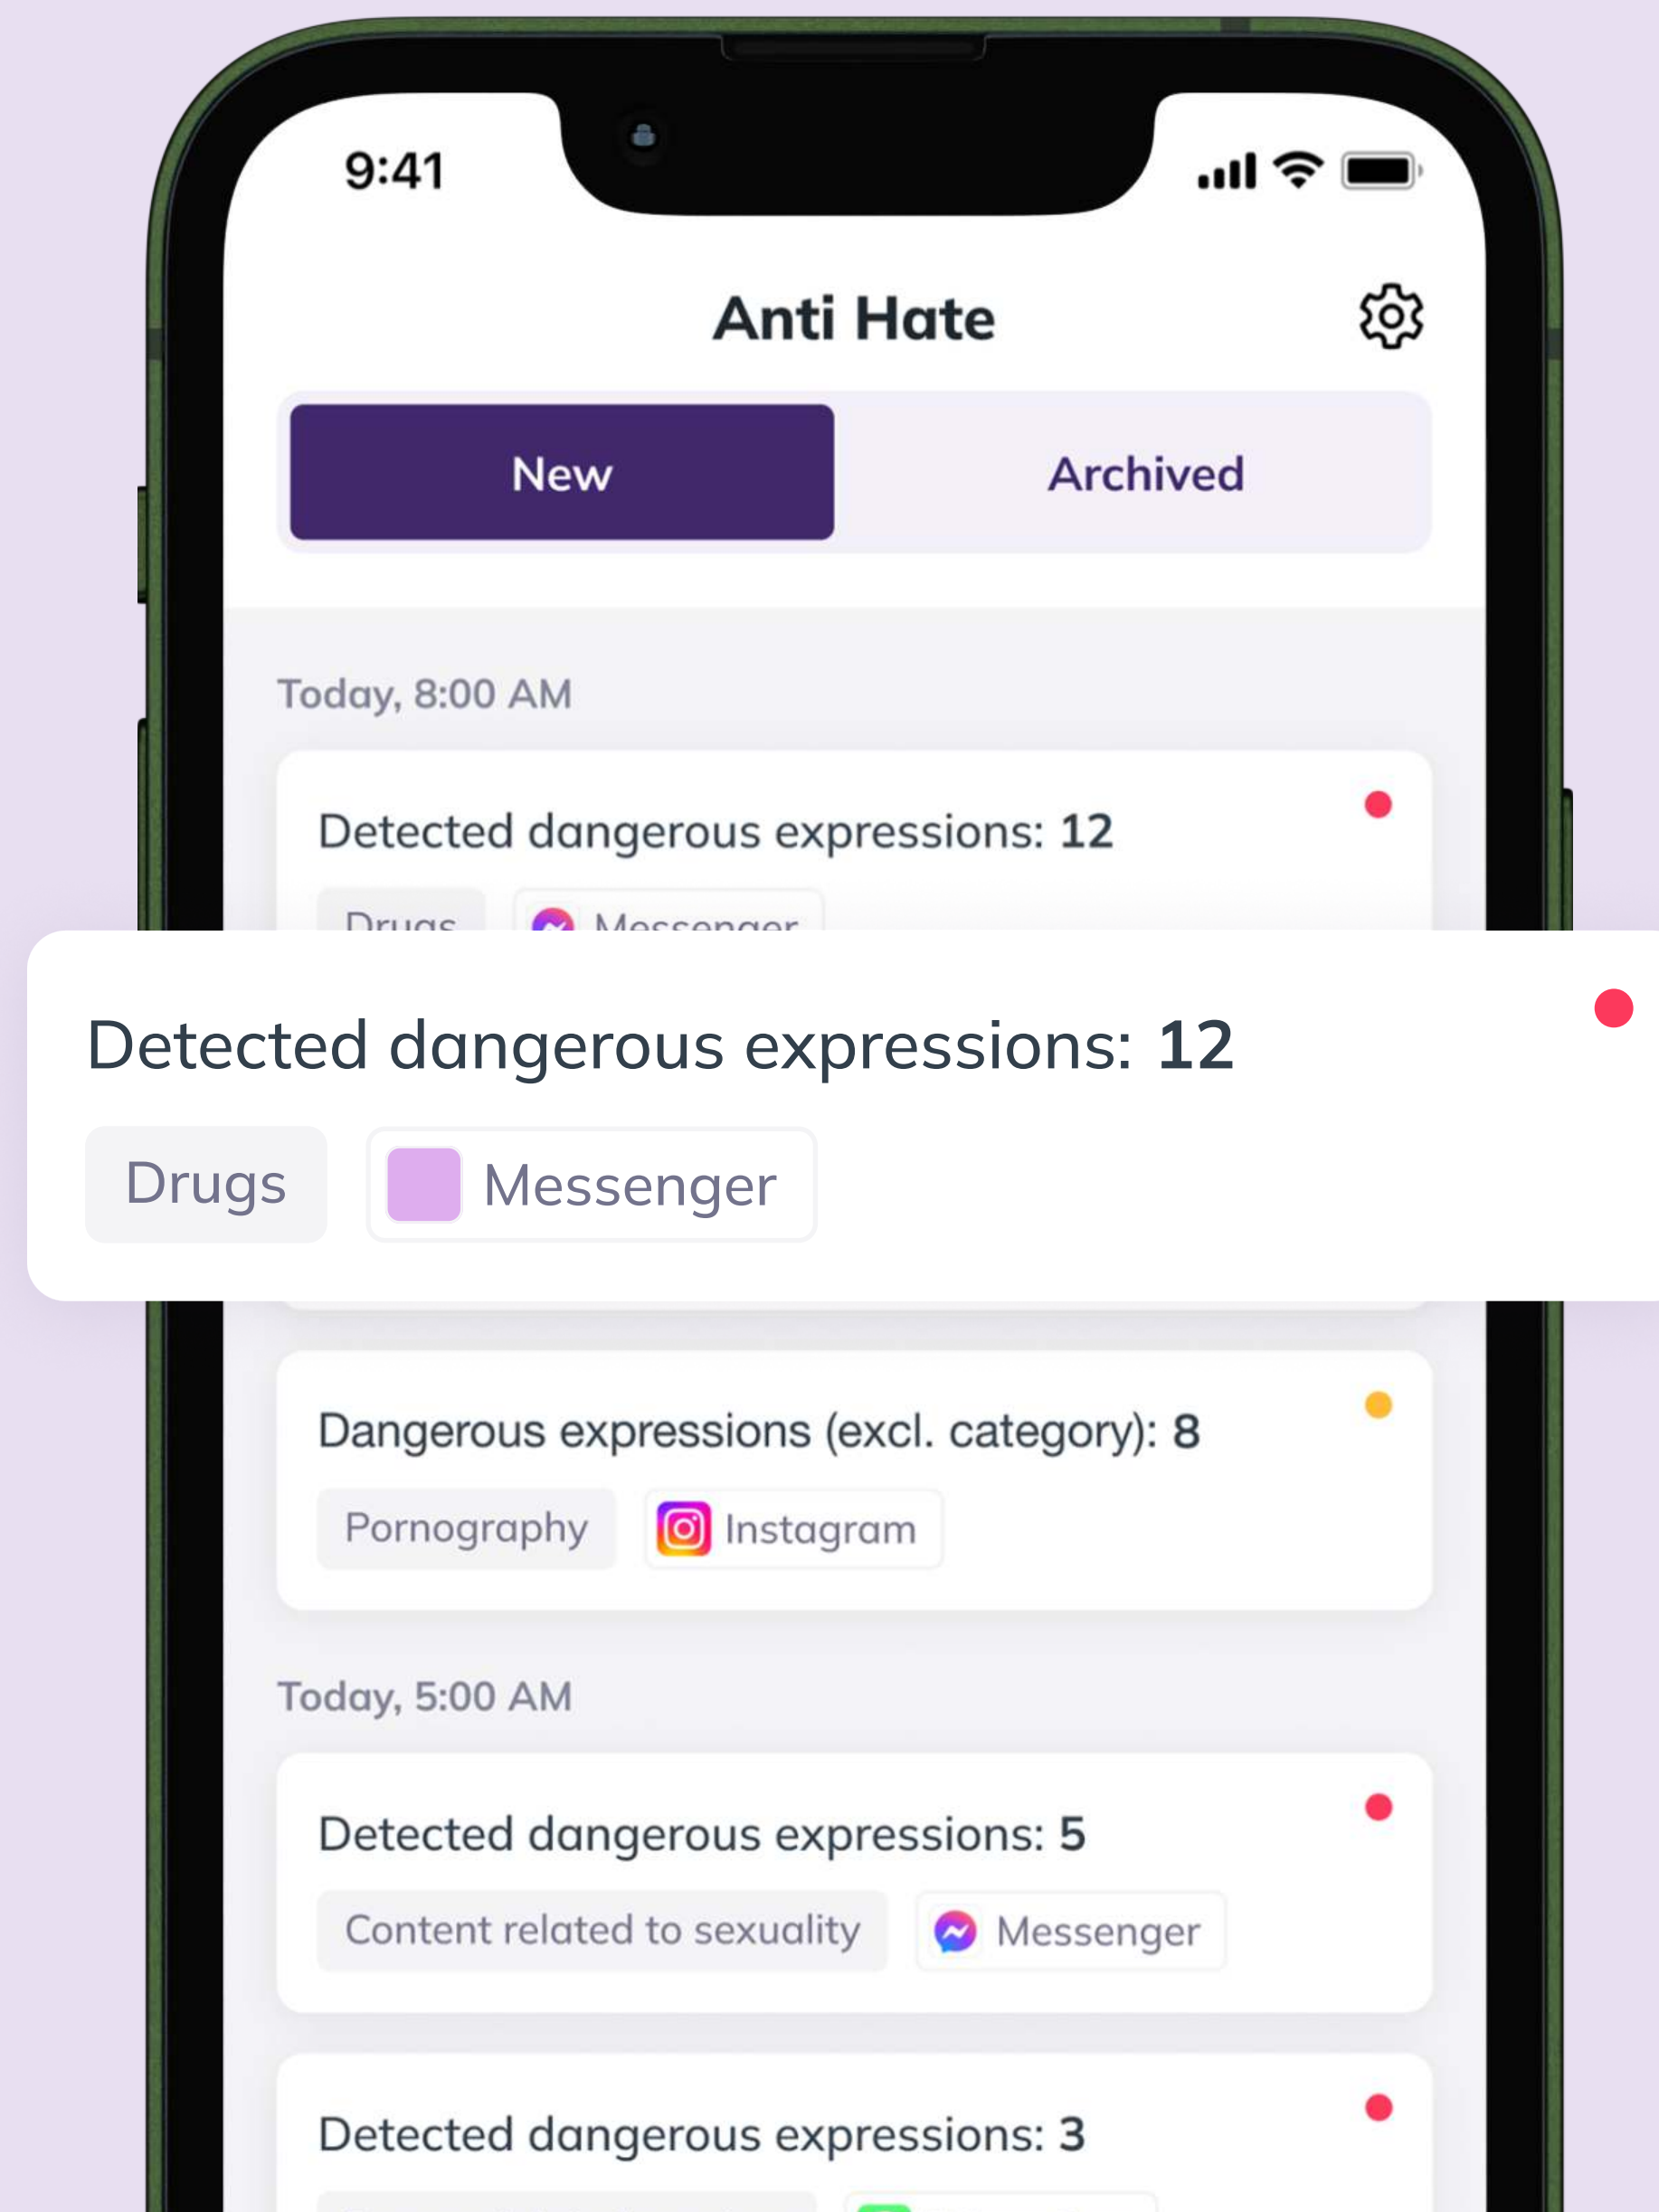 9:41
Anti Hate
New
Archived
Today, 8:00 AM
Detected dangerous expressions: 12
Drugs
Messenger
Detected dangerous expressions: 12
Drugs
Messenger
Dangerous expressions (excl. category): 8
Pornography
Instagram
Today, 5:00 AM
Detected dangerous expressions: 5
Content related to sexuality
Messenger
Detected dangerous expressions: 3